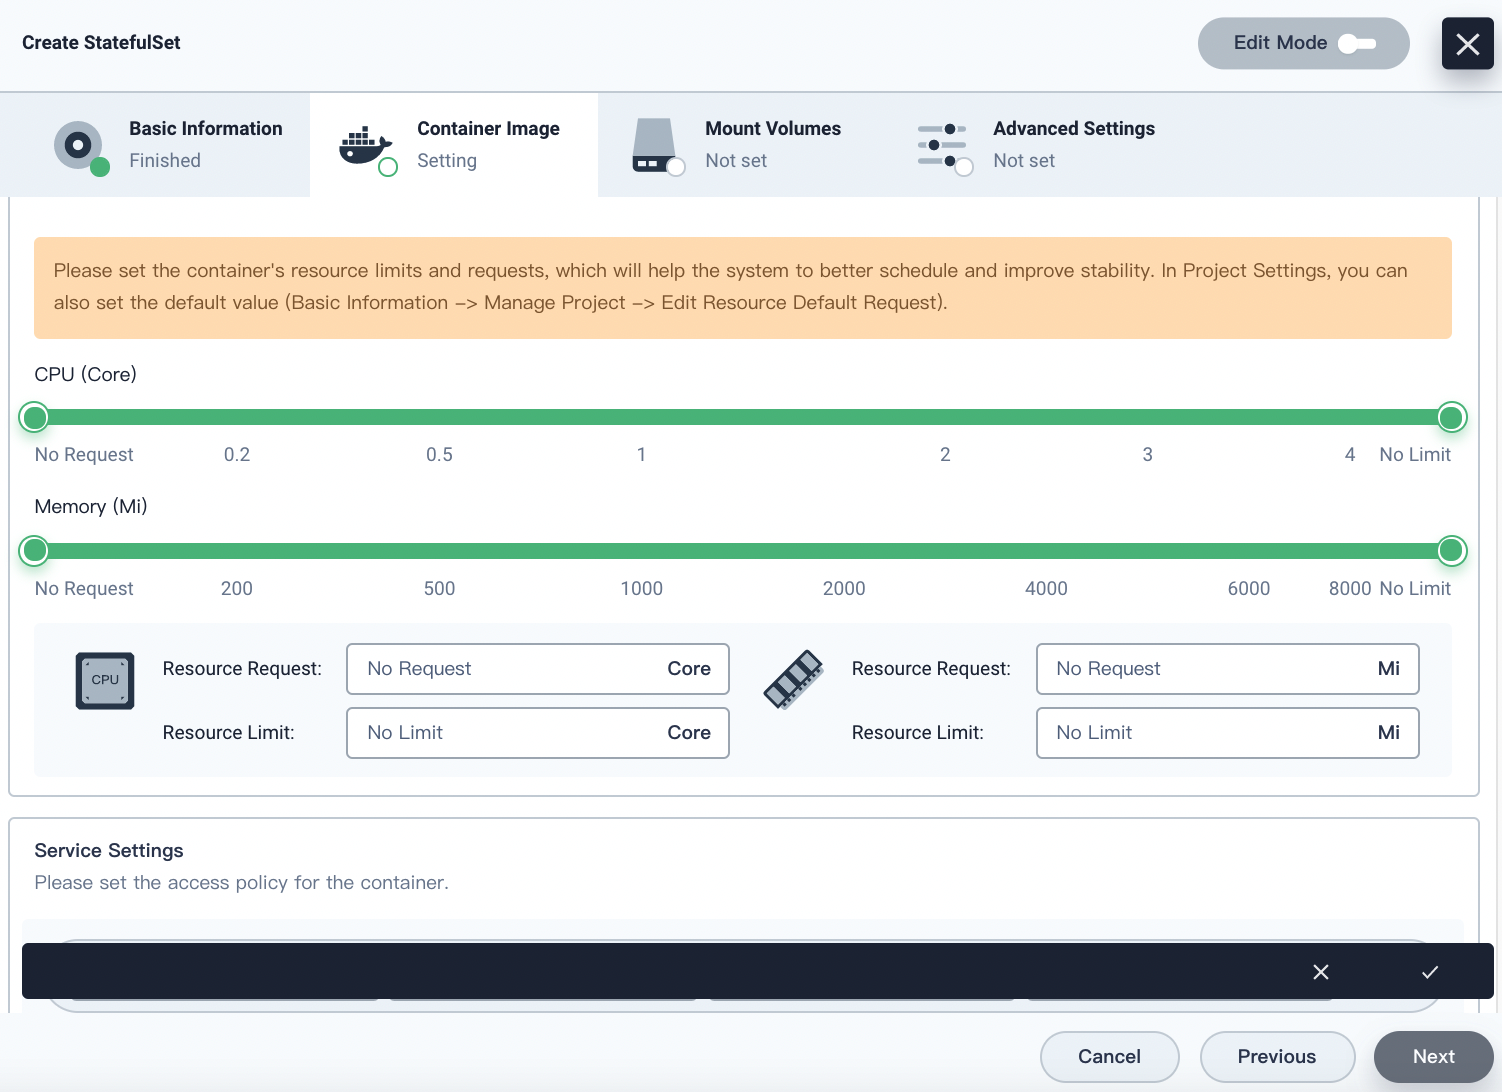 Create StatefulSet
Edit Mode
Basic Information
Finished
Container Image
Setting
Mount Volumes
Not set
Advanced Settings
Not set
Please set the container's resource limits and requests, which will help the system to better schedule and improve stability. In Project Settings, you can
also set the default value (Basic Information –> Manage Project –> Edit Resource Default Request).
CPU (Core)
No Request 0.2 0.5 1 2 3 4 No Limit
Memory (Mi)
No Request 200 500 1000 2000 4000 6000 8000 No Limit
CPU
Resource Request: No Request Core
Resource Limit: No Limit Core
Resource Request: No Request Mi
Resource Limit: No Limit Mi
Service Settings
Please set the access policy for the container.
Cancel Previous Next